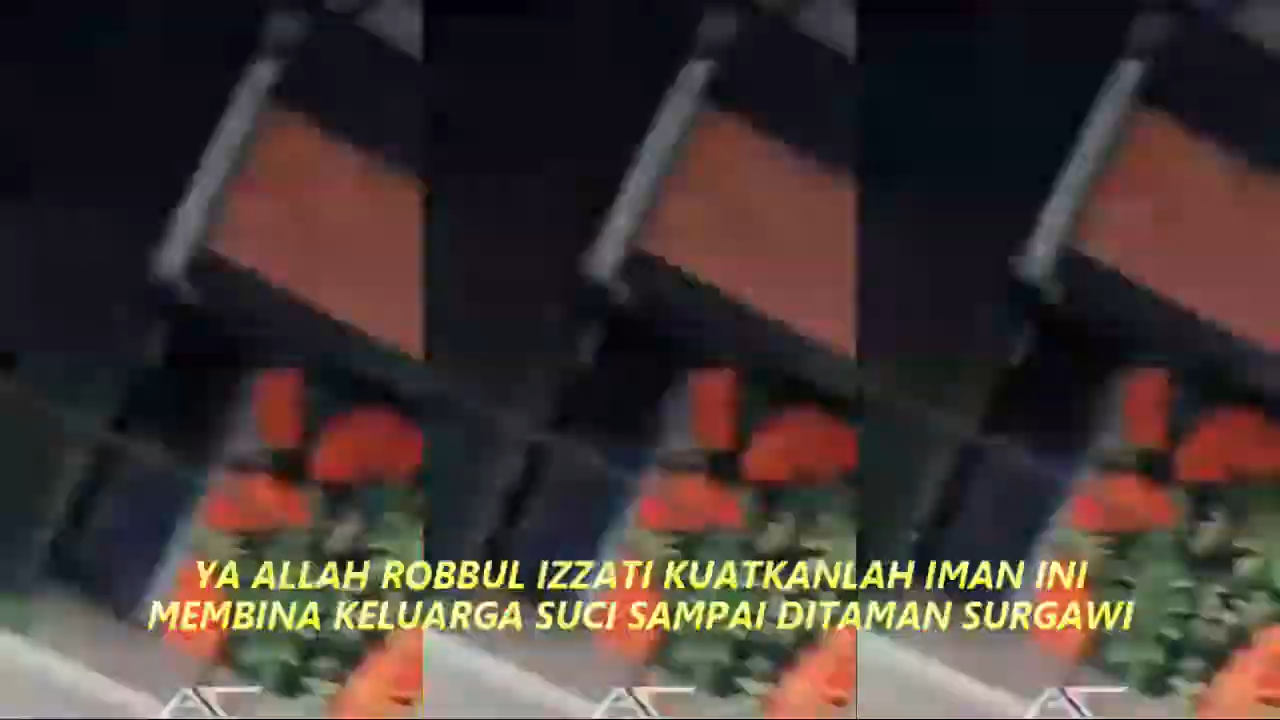 YA ALLAH ROBBUL IZZATI KUATKANLAH IMAN INI
MEMBINA KELUARGA SUCI SAMPAI DITAMAN SURGAWI